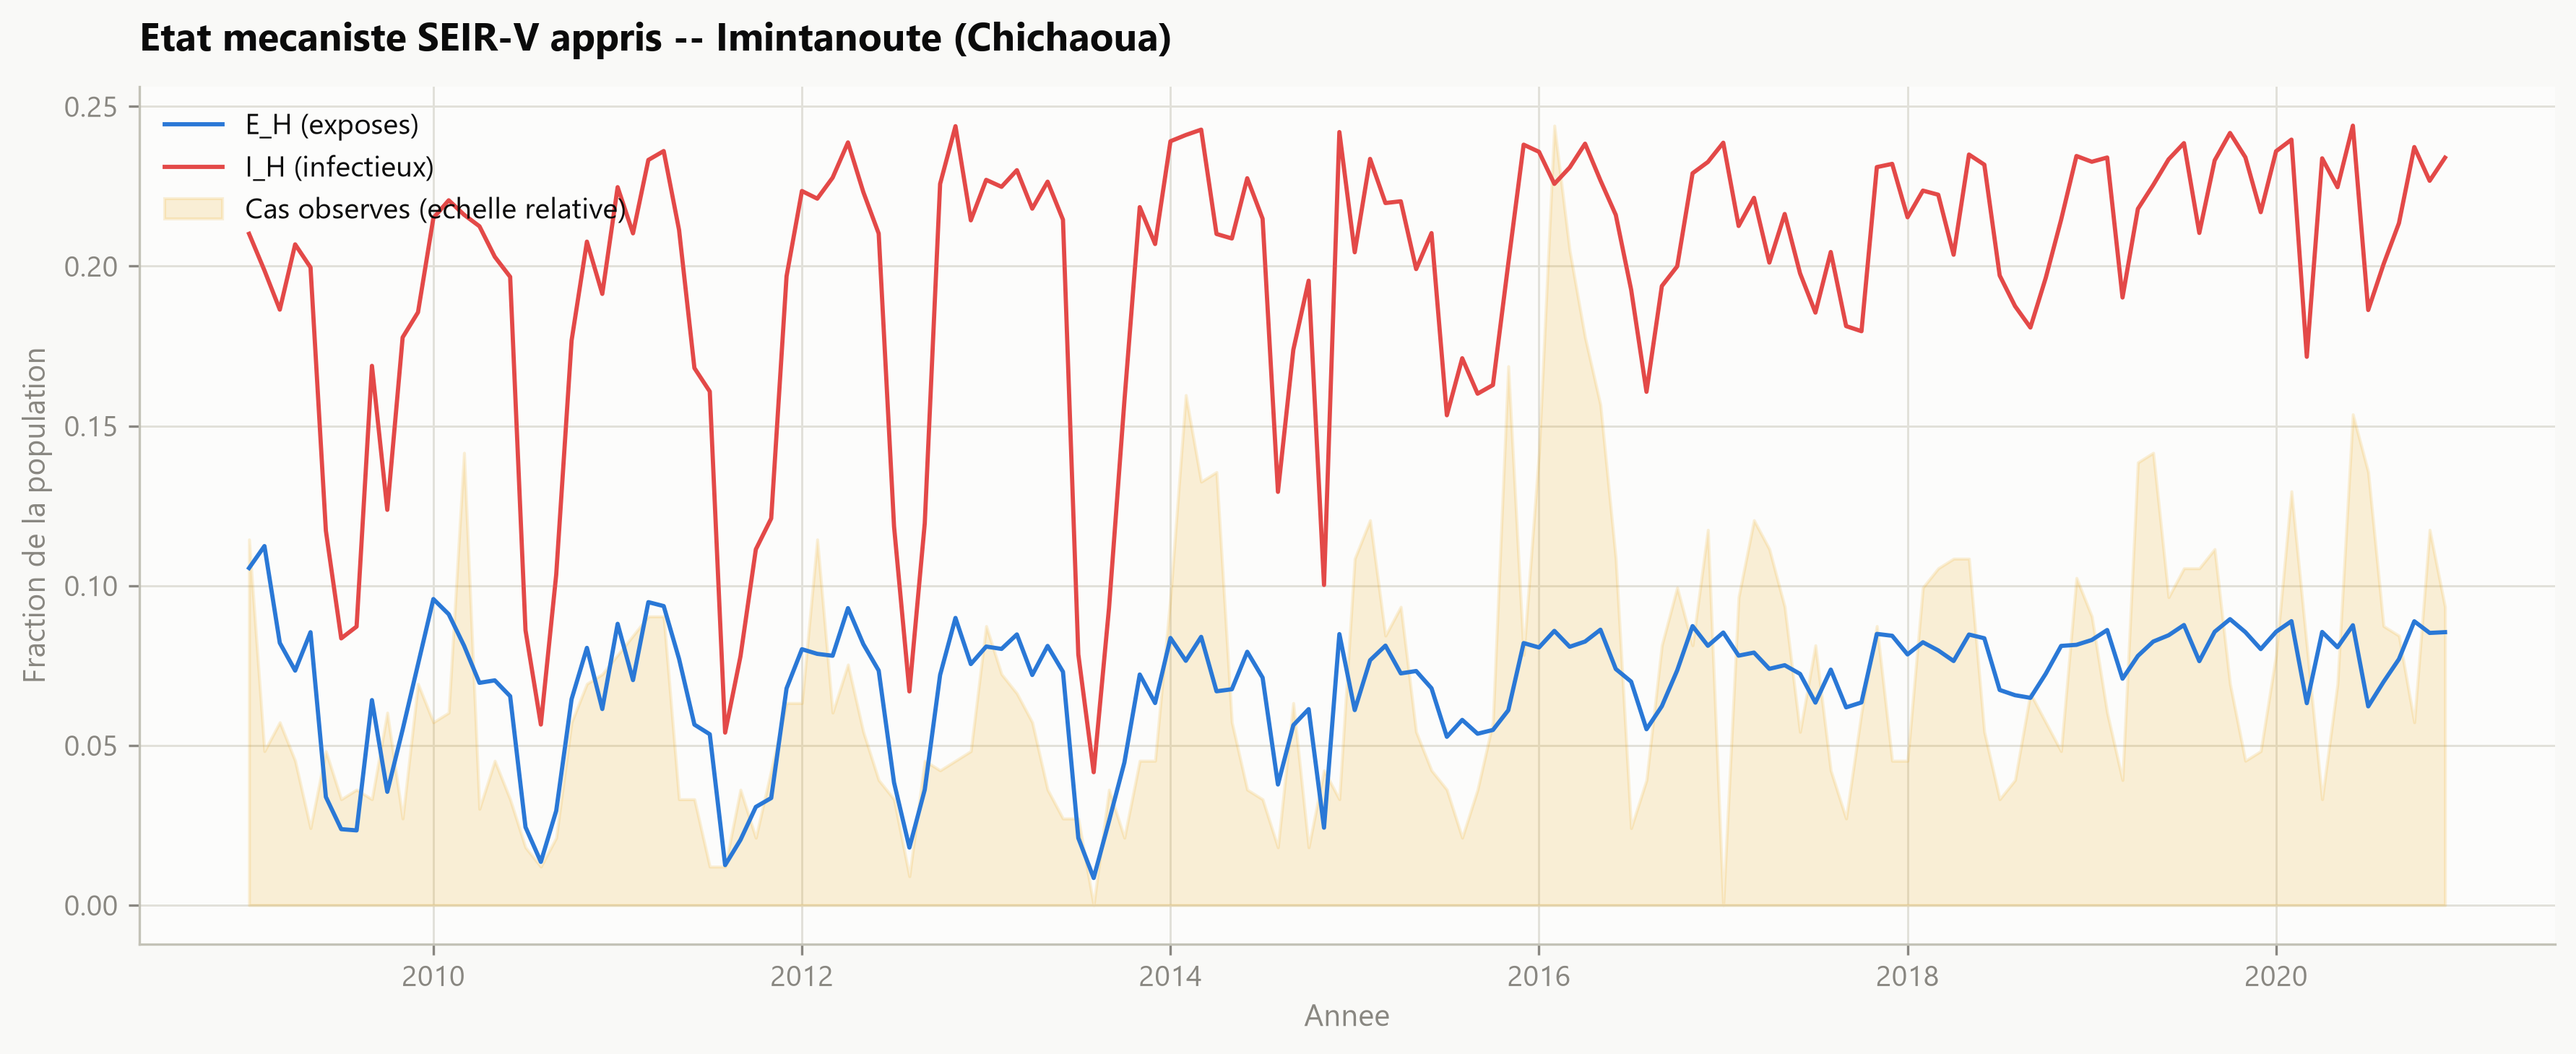 Etat mecaniste SEIR-V appris -- Imintanoute (Chichaoua)
E_H (exposes)
I_H (infectieux)
Cas observes (echelle relative)
Fraction de la population
0.25
0.20
0.15
0.10
0.05
0.00
2010 2012 2014 2016 2018 2020
Annee